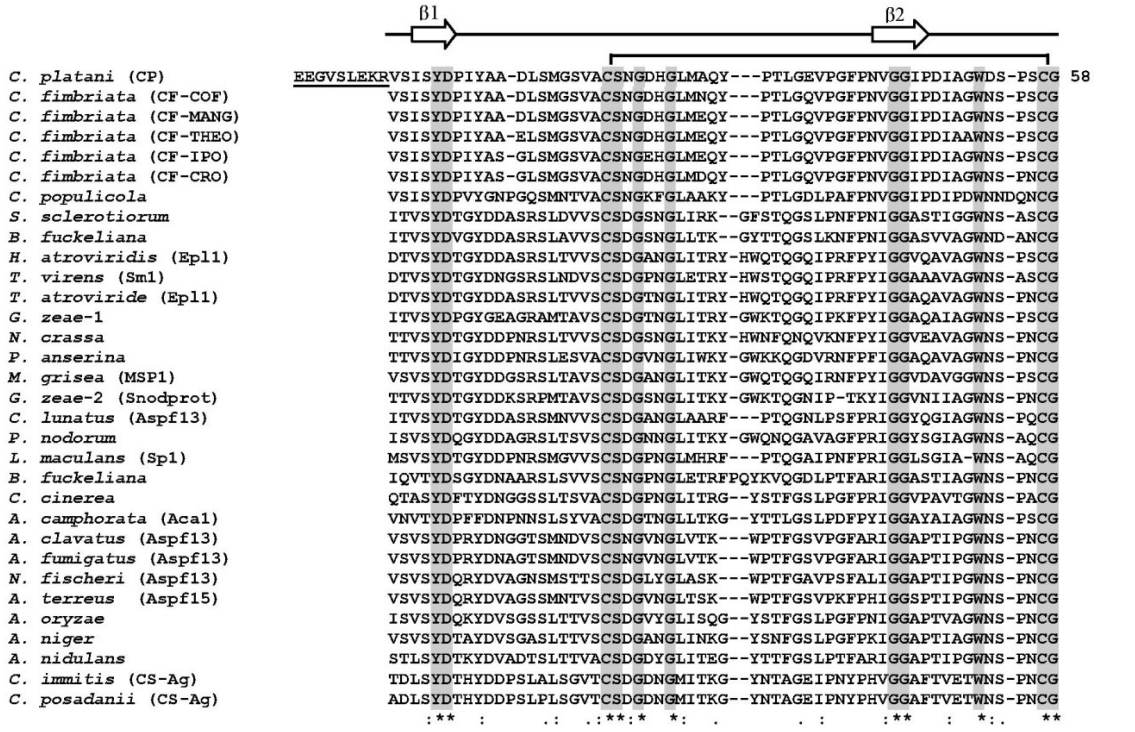 β1 β2
C. platani (CP) EEGVSLEKRVSISYDPIYAA-DLSMGSVACSNGDHGLMAQY---PTLGEVPGFPNVGGIPDIAGWDS-PSCG 58
C. fimbriata (CF-COF) VSISYDPIYAA-DLSMGSVACSNGDHGLMNQY---PTLGQVPGFPNVGGIPDIAGWNS-PSCG
C. fimbriata (CF-MANG) VSISYDPIYAA-DLSMGSVACSNGDHGLMEQY---PTLGQVPGFPNVGGIPDIAGWNS-PSCG
C. fimbriata (CF-THEO) VSISYDPIYAA-ELSMGSVACSNGDHGLMEQY---PTLGQVPGFPNVGGIPDIAAWNS-PSCG
C. fimbriata (CF-IPO) VSISYDPIYAS-GLSMGSVACSNGEHGLMEQY---PTLGQVPGFPNVGGIPDIAGWNS-PSCG
C. fimbriata (CF-CRO) VSISYDPIYAS-GLSMGSVACSNGDHGLMDQY---PTLGQVPGFPNVGGIPDIAGWNS-PNCG
C. populicola VSISYDPVYGNPGQSMNTVACSNGKFGLAAKY---PTLGDLPAFPNVGGIPDIPDWNNDQNCG
S. sclerotiorum ITVSYDTGYDDASRSLDVVSCSDGSNGLIRK--GFSTQGSLPNFPNIGGASTIGGWNS-ASCG
B. fuckeliana ITVSYDVGYDDASRSLAVVSCSDGSNGLLTK--GYTTQGSLKNFPNIGGASVVAGWND-ANCG
H. atroviridis (Epl1) DTVSYDTGYDDASRSLTVVSCSDGANGLITRY-HWQTQGQIPRFPYIGGVQAVAGWNS-PSCG
T. virens (Sm1) DTVSYDTGYDNGSRSLNDVSCSDGPNGLETRY-HWSTQGQIPRFPYIGGAAAVAGWNS-ASCG
T. atroviride (Epl1) DTVSYDTGYDDASRSLTVVSCSDGTNGLITRY-HWQTQGQIPRFPYIGGAQAVAGWNS-PNCG
G. zeae-1 ITVSYDPGYGEAGRAMTAVSCSDGANGLITRY-GWKTQGQIPKFPYIGGAQAIAGWNS-PSCG
N. crassa TTVSYDIGYDDPNRSLTVVSCSDGSNGLITKY-HWNFQNQVKNFPYIGGVEAVAGWNS-PNCG
P. anserina TTVSYDIGYDDPNRSLESVACSDGVNGLIWKY-GWKKQGDVRNFPFIGGAQAVAGWNS-PNCG
M. grisea (MSP1) VSVSYDTGYDDGSRSLTAVSCSDGANGLITKY-GWQTQGQIRNFPYIGGVDAVGGWNS-PSCG
G. zeae-2 (Snodprot) TTVSYDTGYDDKSRPMTAVSCSDGSNGLITKY-GWKTQGNIP-TKYIGGVNIIAGWNS-PNCG
C. lunatus (Aspf13) ITVSYDTGYDDASRSMNVVSCSDGANGLAARF---PTQGNLPSFPRIGGYQGIAGWNS-PQCG
P. nodorum ISVSYDQGYDDAGRSLTSVSCSDGNNGLITKY-GWQNQGAVAGFPRIGGYSGIAGWNS-AQCG
L. maculans (Sp1) MSVSYDTGYDDPNRSMGVVSCSDGPNGLMHRF---PTQGAIPNFPRIGGLSGIA-WNS-AQCG
B. fuckeliana IQVTYDSGYDNAARSLSVVSCSNGPNGLETRFPQYKVQGDLPTFARIGGASTIAGWNS-PNCG
C. cinerea QTASYDFTYDNGGSSLTSVACSDGPNGLITRG-YSTFGSLPGFPRIGGVPAVTGWNS-PACG
A. camphorata (Aca1) VNVTYDPFFDNPNNSLSYVACSDGTNGLLTKG--YTTLGSLPDFPYIGGAYAIAGWNS-PSCG
A. clavatus (Aspf13) VSVSYDPRYDNGGTSMNDVSCSNGVNGLVTK---WPTFGSVPGFARIGGAPTIPGWNS-PNCG
A. fumigatus (Aspf13) VSVSYDPRYDNAGTSMNDVSCSNGVNGLVTK---WPTFGSVPGFARIGGAPTIPGWNS-PNCG
N. fischeri (Aspf13) VSVSYDQRYDVAGNSMSTTSCSDGLYGLASK---WPTFGAVPSFALIGGAPTIPGWNS-PNCG
A. terreus (Aspf15) VSVSYDQRYDVAGSSMNTVSCSDGVNGLTSK---WPTFGSVPKFPHIGGSPTIPGWNS-PNCG
A. oryzae ISVSYDQKYDVSGSSLTTVSCSDGVYGLISQG--YSTFGSLPGFPNIGGAPTVAGWNS-PNCG
A. niger VSVSYDTAYDVSGASLTTVSCSDGANGLINKG--YSNFGSLPGFPKIGGAPTIAGWNS-PNCG
A. nidulans STLSYDTKYDVADTSLTTVACSDGDYGLITEG--YTTFGSLPTFARIGGAPTIPGWNS-PNCG
C. immitis (CS-Ag) TDLSYDTHYDDPSLALSGVTCSDGDNGMITKG--YNTAGEIPNYPHVGGAFTVETWNS-PNCG
C. posadanii (CS-Ag) ADLSYDTHYDDPSLPLSGVTCSDGDNGMITKG--YNTAGEIPNYPHVGGAFTVETWNS-PNCG
:** : .: .:**:* *: . . : ** : *:. **